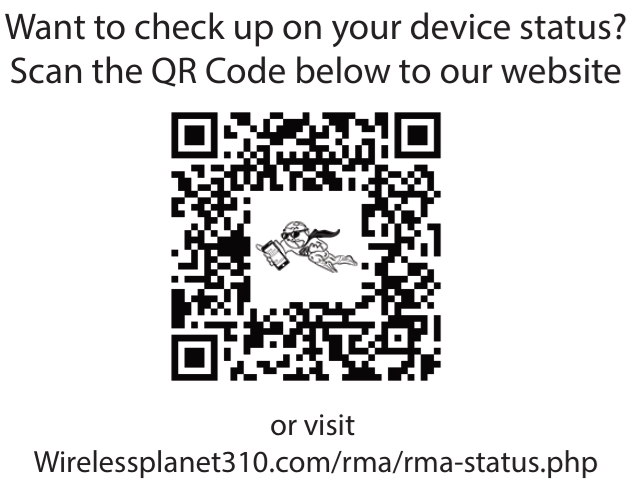 Want to check up on your device status?
Scan the QR Code below to our website
or visit
Wirelessplanet310.com/rma/rma-status.php